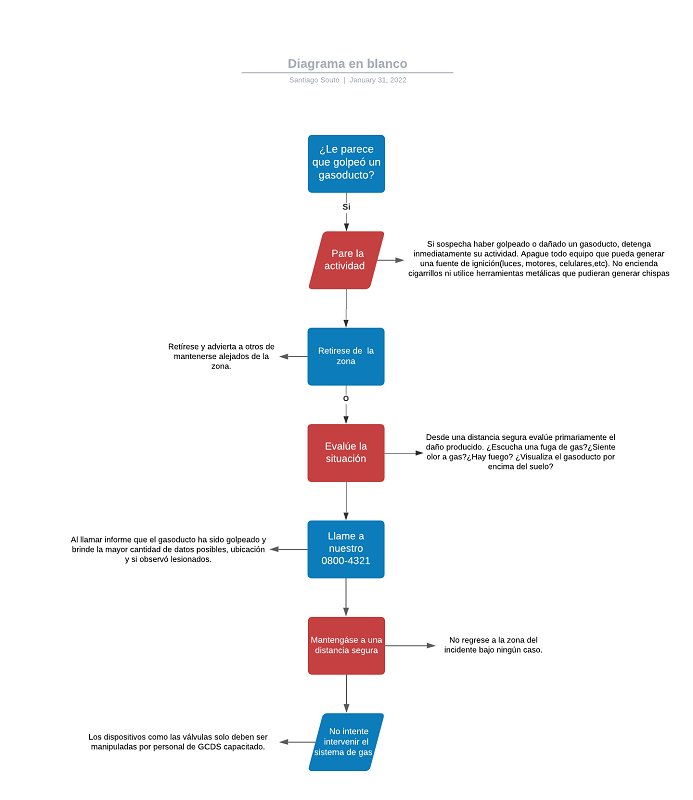 Diagrama en blanco
Santiago Souto | January 31, 2022
¿Le parece
que golpeó un
gasoducto?
Si
Pare la
actividad
Si sospecha haber golpeado o dañado un gasoducto, detenga
inmediatamente su actividad. Apague todo equipo que pueda generar
una fuente de ignición(luces, motores, celulares,etc). No encienda
cigarrillos ni utilice herramientas metálicas que pudieran generar chispas
Retírese y advierta a otros de
mantenerse alejados de la
zona.
Retirese de la
zona
O
Evalúe la
situación
Desde una distancia segura evalúe primariamente el
daño producido. ¿Escucha una fuga de gas?¿Siente
olor a gas?¿Hay fuego? ¿Visualiza el gasoducto por
encima del suelo?
Al llamar informe que el gasoducto ha sido golpeado y
brinde la mayor cantidad de datos posibles, ubicación
y si observó lesionados.
Llame a
nuestro
0800-4321
Mantengáse a una
distancia segura
No regrese a la zona del
incidente bajo ningún caso.
Los dispositivos como las válvulas solo deben ser
manipuladas por personal de GCDS capacitado.
No intente
intervenir el
sistema de gas